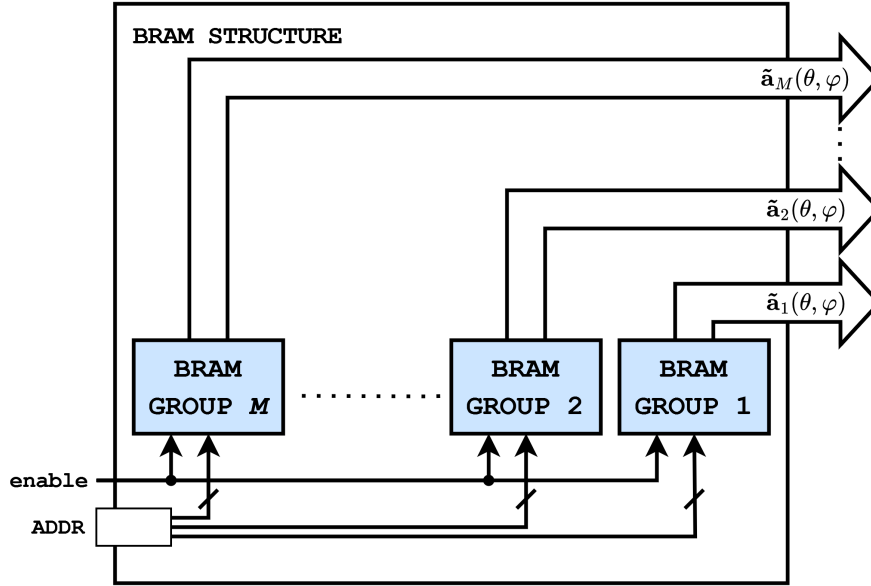 BRAM STRUCTURE
ã_M(θ, φ)
ã_2(θ, φ)
ã_1(θ, φ)
BRAM
GROUP M
BRAM
GROUP 2
BRAM
GROUP 1
enable
ADDR